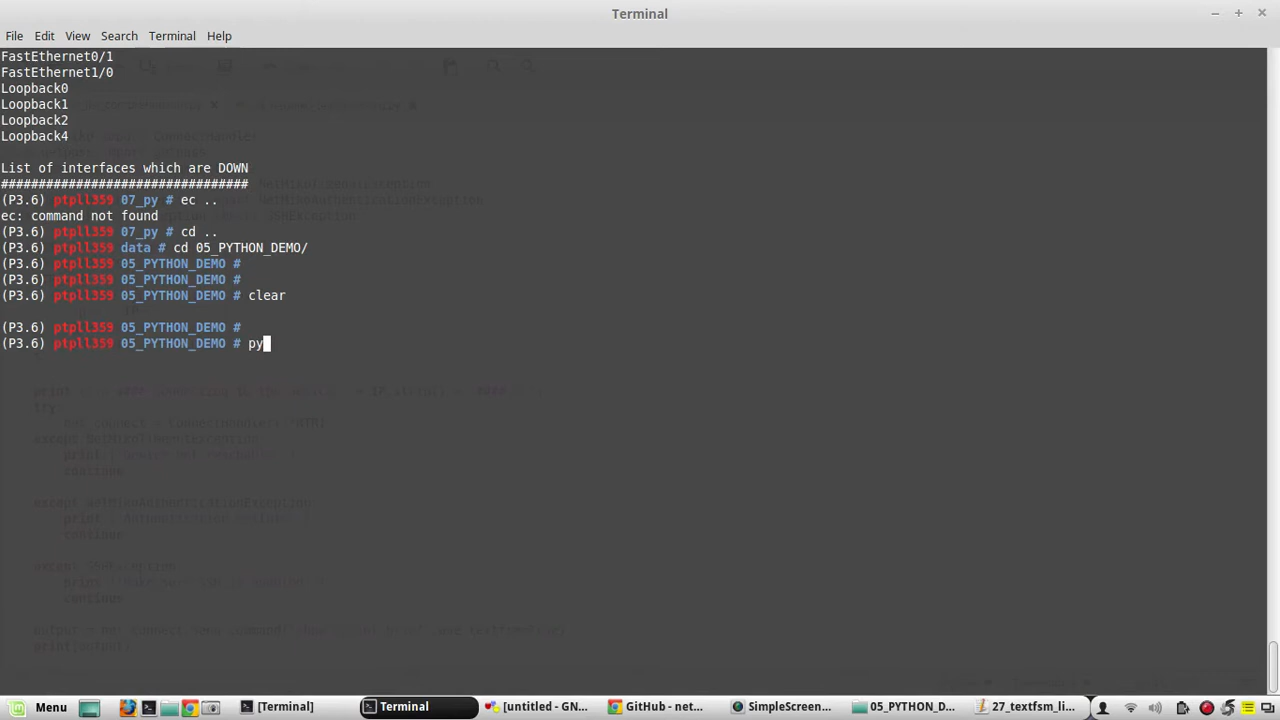 Terminal
File Edit View Search Terminal Help
FastEthernet0/1
FastEthernet1/0
Loopback0
Loopback1
Loopback2
Loopback4
List of interfaces which are DOWN
#################################
(P3.6) ptpll359 07_py # ec ..
ec: command not found
(P3.6) ptpll359 07_py # cd ..
(P3.6) ptpll359 data # cd 05_PYTHON_DEMO/
(P3.6) ptpll359 05_PYTHON_DEMO #
(P3.6) ptpll359 05_PYTHON_DEMO #
(P3.6) ptpll359 05_PYTHON_DEMO # clear
(P3.6) ptpll359 05_PYTHON_DEMO #
(P3.6) ptpll359 05_PYTHON_DEMO # py
Menu [Terminal] Terminal [untitled - GN... GitHub - net... SimpleScreen... 05_PYTHON_D... 27_textfsm_li...